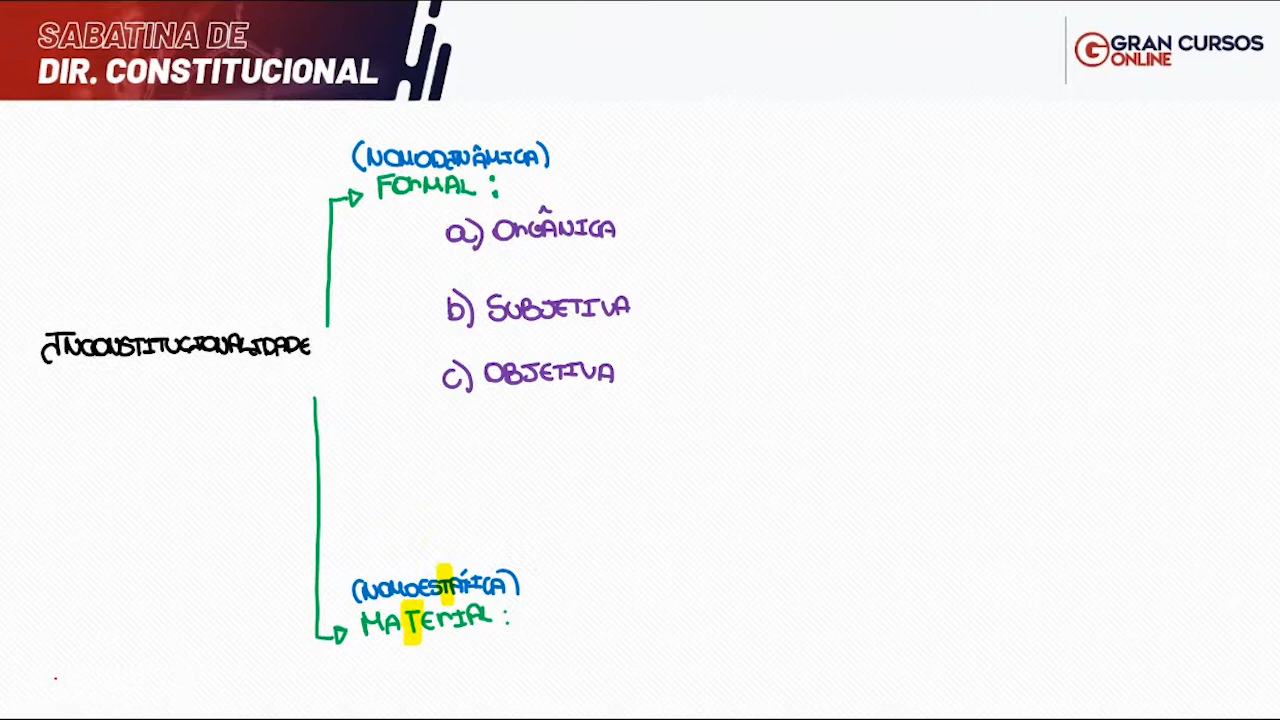 SABATINA DE
DIR. CONSTITUCIONAL
GRAN CURSOS
ONLINE
(NOMODINÂMICA)
FORMAL :
a) ORGÂNICA
b) SUBJETIVA
c) OBJETIVA
INCONSTITUCIONALIDADE
(NOMOESTÁTICA)
MATERIAL :